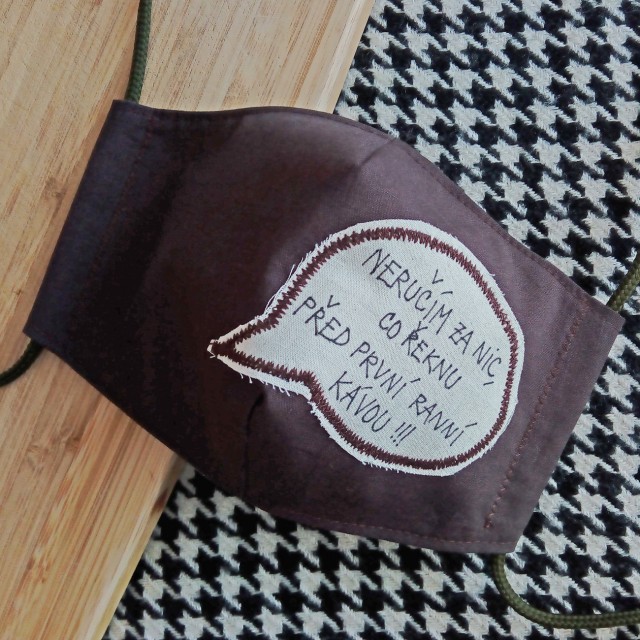 NERUČÍM ZA NIC,
CO ŘEKNU
PŘED PRVNÍ RANNÍ
KÁVOU !!!